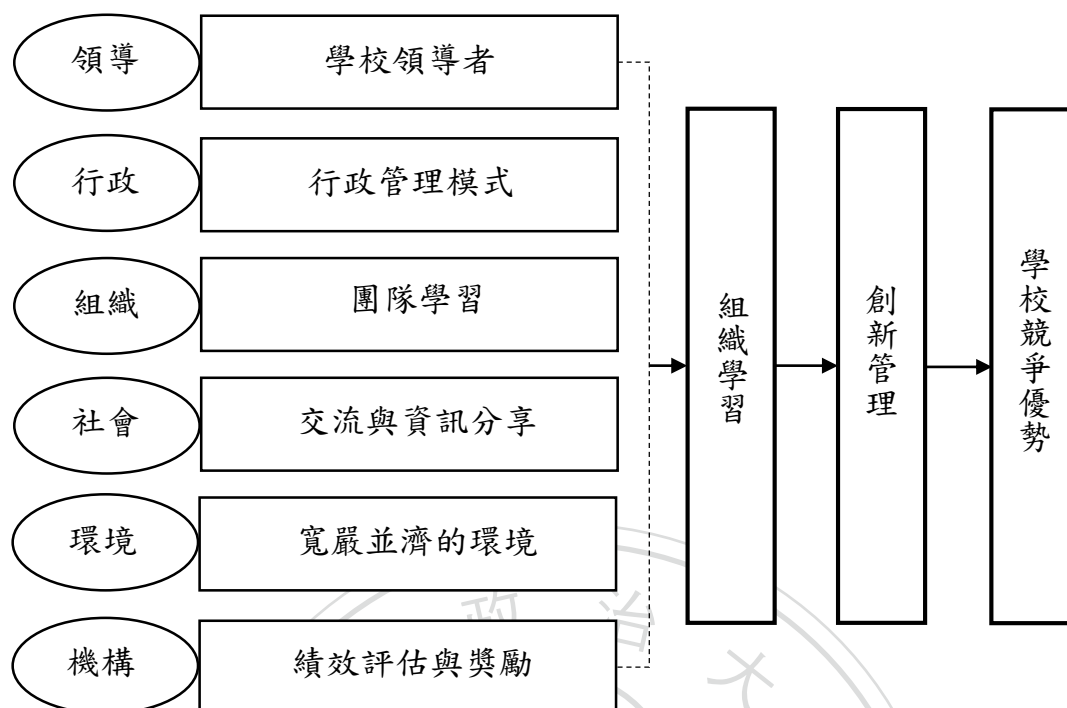 領導
學校領導者
行政
行政管理模式
組織
團隊學習
社會
交流與資訊分享
環境
寬嚴並濟的環境
機構
績效評估與獎勵
組織學習
創新管理
學校競爭優勢
政治大